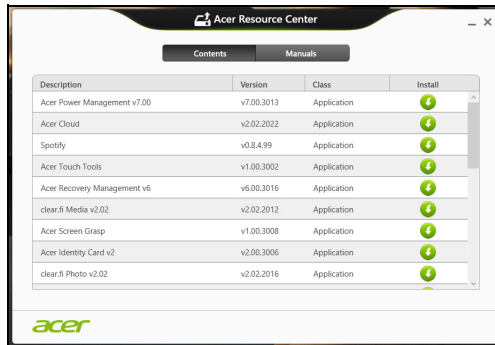 Acer Resource Center
Contents Manuals
Description Version Class Install
Acer Power Management v7.00 v7.00.3013 Application
Acer Cloud v2.02.2022 Application
Spotify v0.8.4.99 Application
Acer Touch Tools v1.00.3002 Application
Acer Recovery Management v6 v6.00.3016 Application
clear.fi Media v2.02 v2.02.2012 Application
Acer Screen Grasp v1.00.3008 Application
Acer Identity Card v2 v2.00.3006 Application
clear.fi Photo v2.02 v2.02.2016 Application
acer